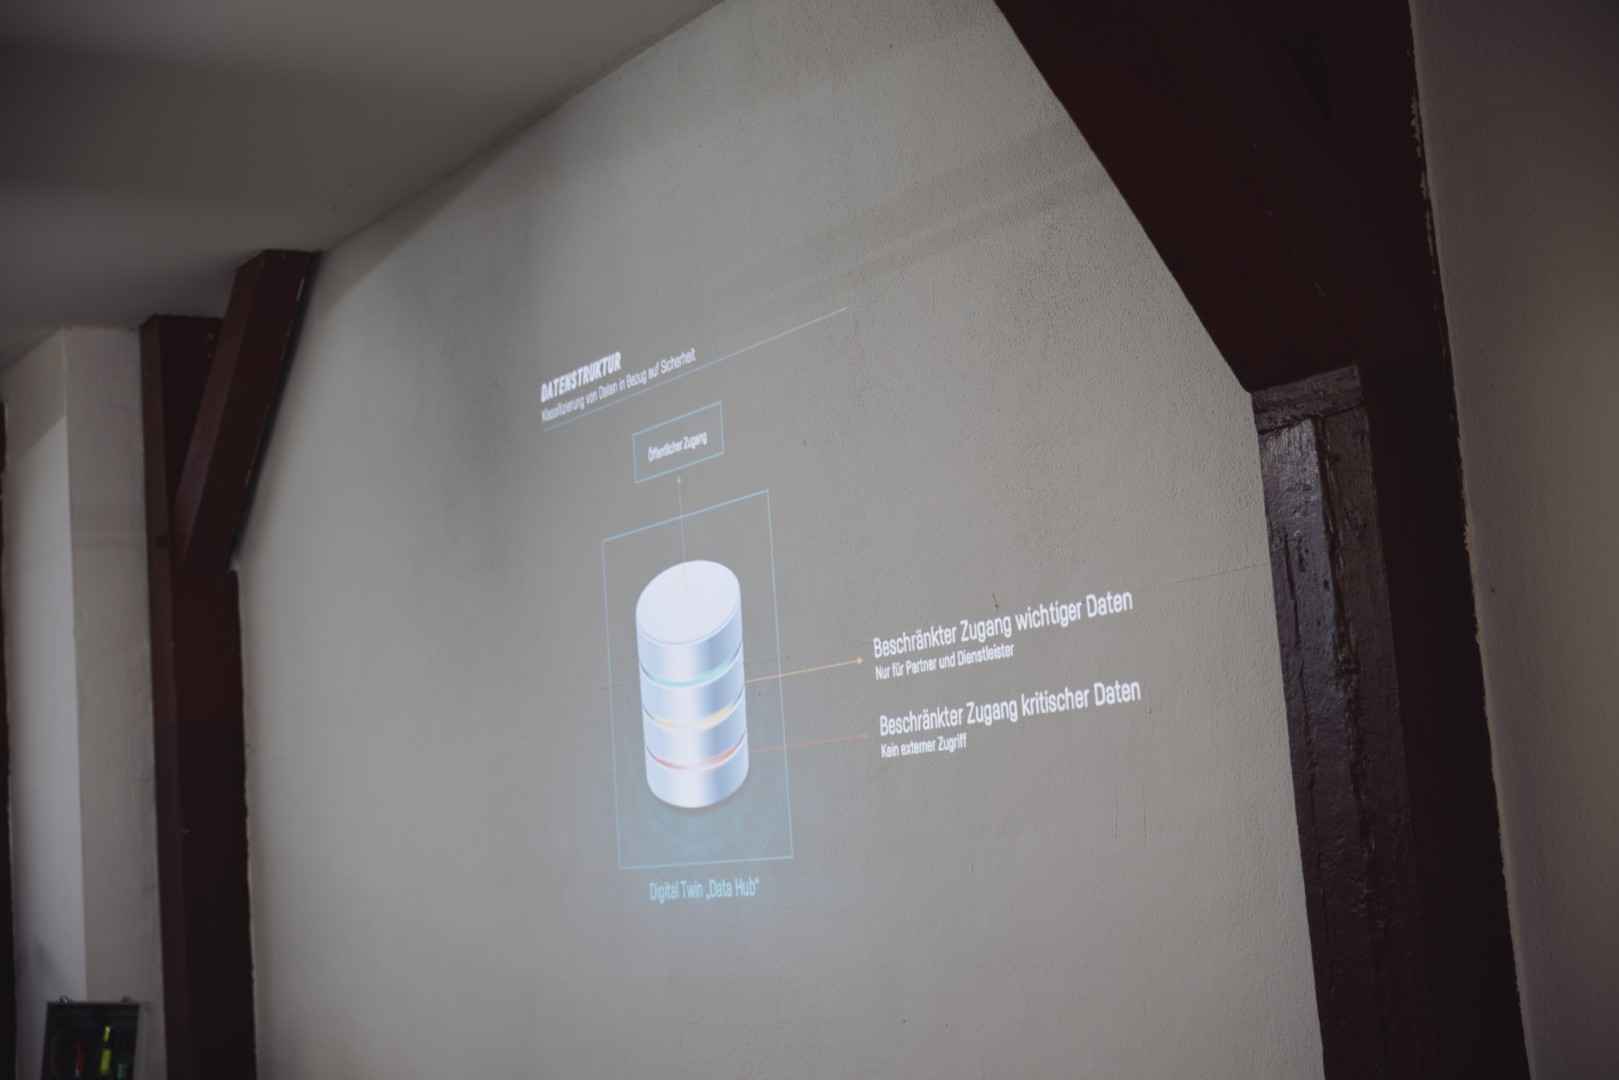 DATENSTRUKTUR
Klassifizierung von Daten in Bezug auf Sicherheit
Öffentlicher Zugang
Beschränkter Zugang wichtiger Daten
Nur für Partner und Dienstleister
Beschränkter Zugang kritischer Daten
Kein externer Zugriff
Digital Twin „Data Hub“